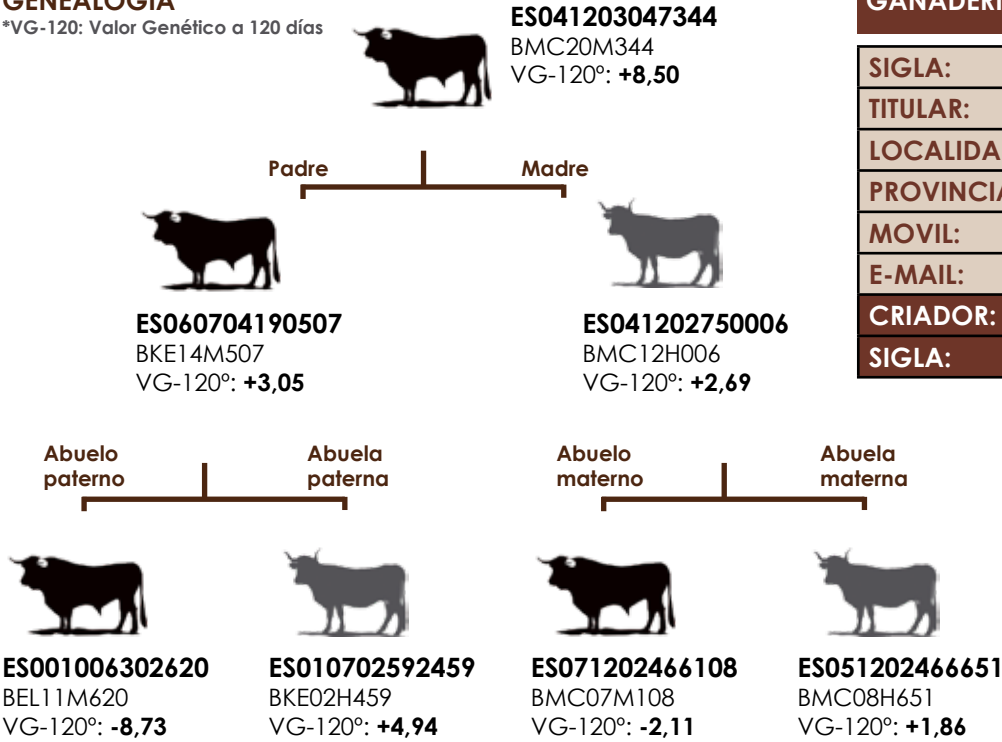 GENEALOGÍA
*VG-120: Valor Genético a 120 días
ES041203047344
BMC20M344
VG-120º: +8,50
Padre
Madre
ES060704190507
BKE14M507
VG-120º: +3,05
ES041202750006
BMC12H006
VG-120º: +2,69
Abuelo
paterno
Abuela
paterna
Abuelo
materno
Abuela
materna
ES001006302620
BEL11M620
VG-120º: -8,73
ES010702592459
BKE02H459
VG-120º: +4,94
ES071202466108
BMC07M108
VG-120º: -2,11
ES051202466651
BMC08H651
VG-120º: +1,86
GANADERI
SIGLA:
TITULAR:
LOCALIDA
PROVINCIA
MOVIL:
E-MAIL:
CRIADOR:
SIGLA: